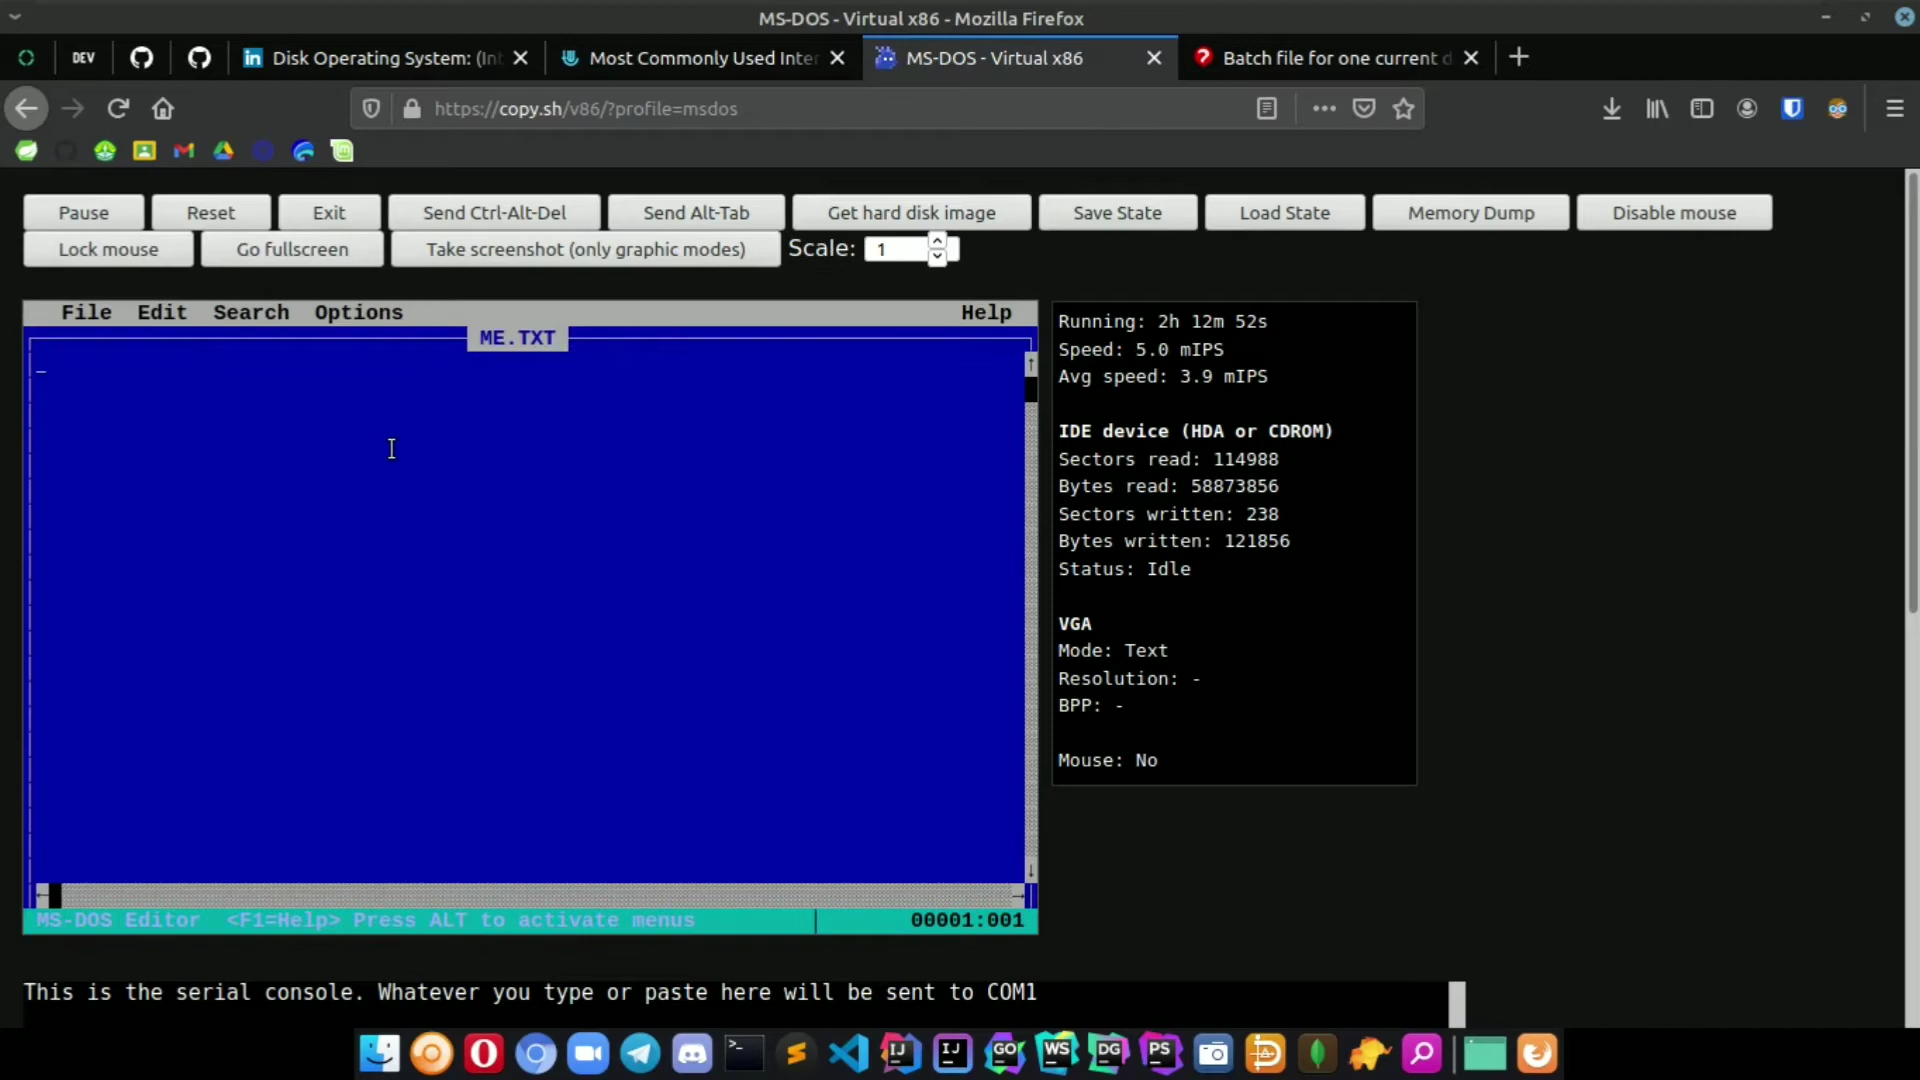 MS-DOS - Virtual x86 - Mozilla Firefox
DEV
Disk Operating System: (Int
Most Commonly Used Inter
MS-DOS - Virtual x86
Batch file for one current d
https://copy.sh/v86/?profile=msdos
Pause Reset Exit Send Ctrl-Alt-Del Send Alt-Tab Get hard disk image Save State Load State Memory Dump Disable mouse
Lock mouse Go fullscreen Take screenshot (only graphic modes) Scale: 1
File Edit Search Options Help
ME.TXT
MS-DOS Editor <F1=Help> Press ALT to activate menus 00001:001
Running: 2h 12m 52s
Speed: 5.0 mIPS
Avg speed: 3.9 mIPS
IDE device (HDA or CDROM)
Sectors read: 114988
Bytes read: 58873856
Sectors written: 238
Bytes written: 121856
Status: Idle
VGA
Mode: Text
Resolution: -
BPP: -
Mouse: No
This is the serial console. Whatever you type or paste here will be sent to COM1
IJ
IJ
GO
WS
DG
PS